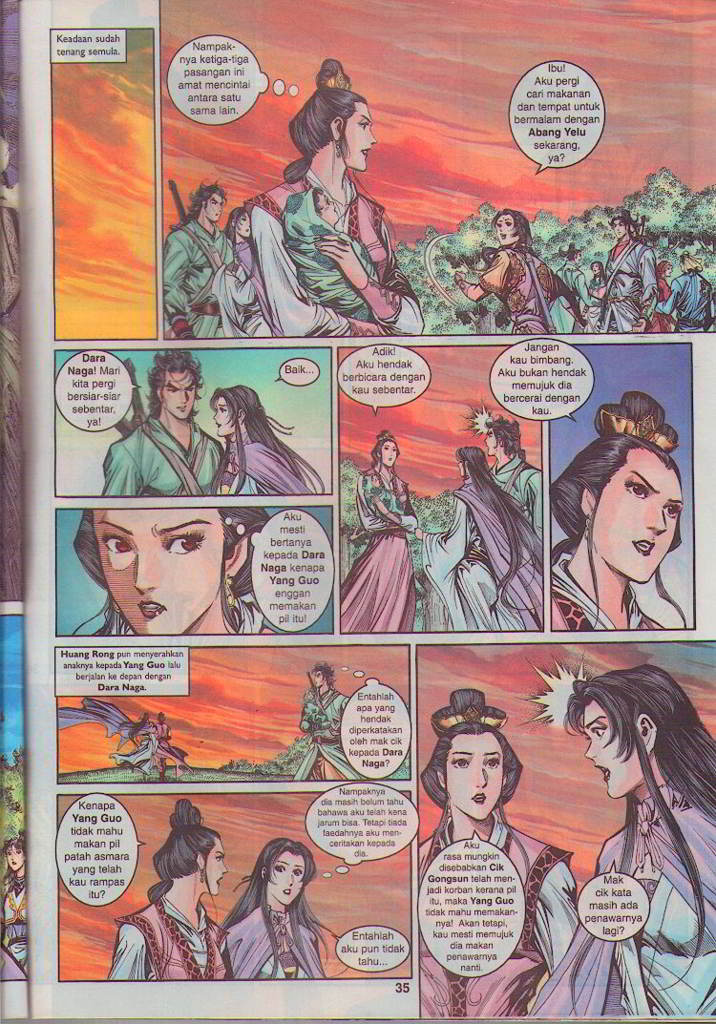 Keadaan sudah
tenang semula.
Nampak-
nya ketiga-tiga
pasangan ini
amat mencintai
antara satu
sama lain.
Ibu!
Aku pergi
cari makanan
dan tempat untuk
bermalam dengan
Abang Yelu
sekarang,
ya?
Dara
Naga! Mari
kita pergi
bersiar-siar
sebentar,
ya!
Baik...
Adik!
Aku hendak
berbicara dengan
kau sebentar.
Jangan
kau bimbang.
Aku bukan hendak
memujuk dia
bercerai dengan
kau.
Aku
mesti
bertanya
kepada Dara
Naga kenapa
Yang Guo
enggan
memakan
pil itu!
Huang Rong pun menyerahkan
anaknya kepada Yang Guo lalu
berjalan ke depan dengan
Dara Naga.
Entahlah
apa yang
hendak
diperkatakan
oleh mak cik
kepada Dara
Naga?
Kenapa
Yang Guo
tidak mahu
makan pil
patah asmara
yang telah
kau rampas
itu?
Nampaknya
dia masih belum tahu
bahawa aku telah kena
jarum bisa. Tetapi tiada
faedahnya aku men-
ceritakan kepada
dia.
Entahlah
aku pun tidak
tahu...
Aku
rasa mungkin
disebabkan Cik
Gongsun telah men-
jadi korban kerana pil
itu, maka Yang Guo
tidak mahu memakan-
nya! Akan tetapi,
kau mesti memujuk
dia makan
penawarnya
nanti.
Mak
cik kata
masih ada
penawarnya
lagi?
35